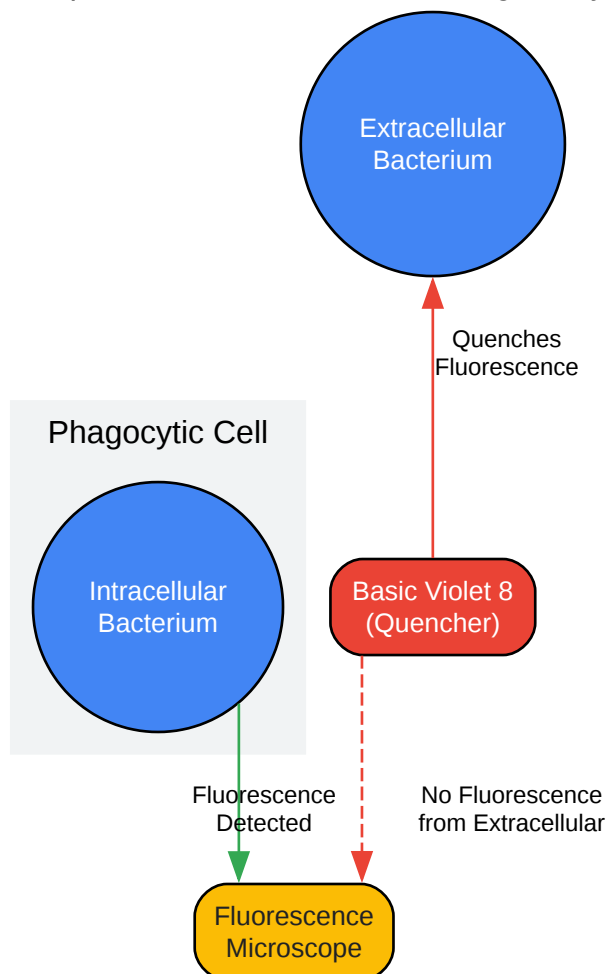 Extracellular
Bacterium
Quenches
Fluorescence
Phagocytic Cell
Intracellular
Bacterium
Basic Violet 8
(Quencher)
Fluorescence
Detected
No Fluorescence
from Extracellular
Fluorescence
Microscope